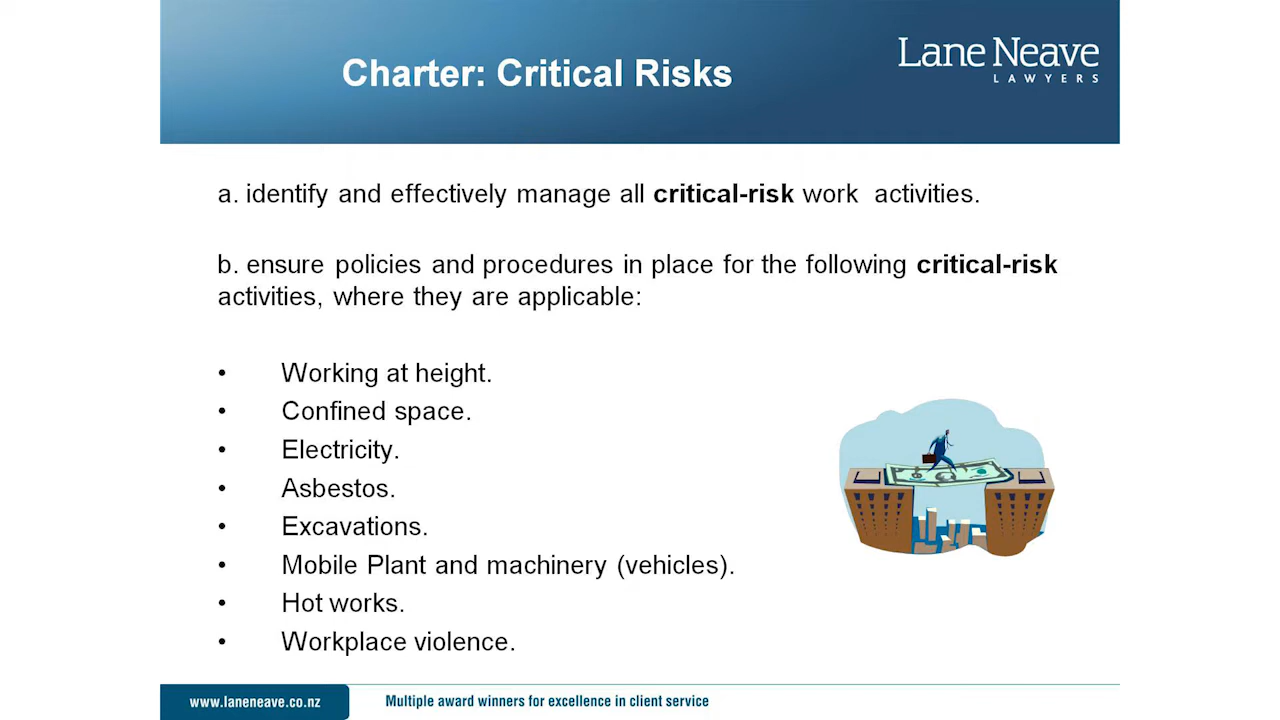 Charter: Critical Risks
Lane Neave
LAWYERS
a. identify and effectively manage all critical-risk work activities.
b. ensure policies and procedures in place for the following critical-risk
activities, where they are applicable:
• Working at height.
• Confined space.
• Electricity.
• Asbestos.
• Excavations.
• Mobile Plant and machinery (vehicles).
• Hot works.
• Workplace violence.
www.laneneave.co.nz
Multiple award winners for excellence in client service